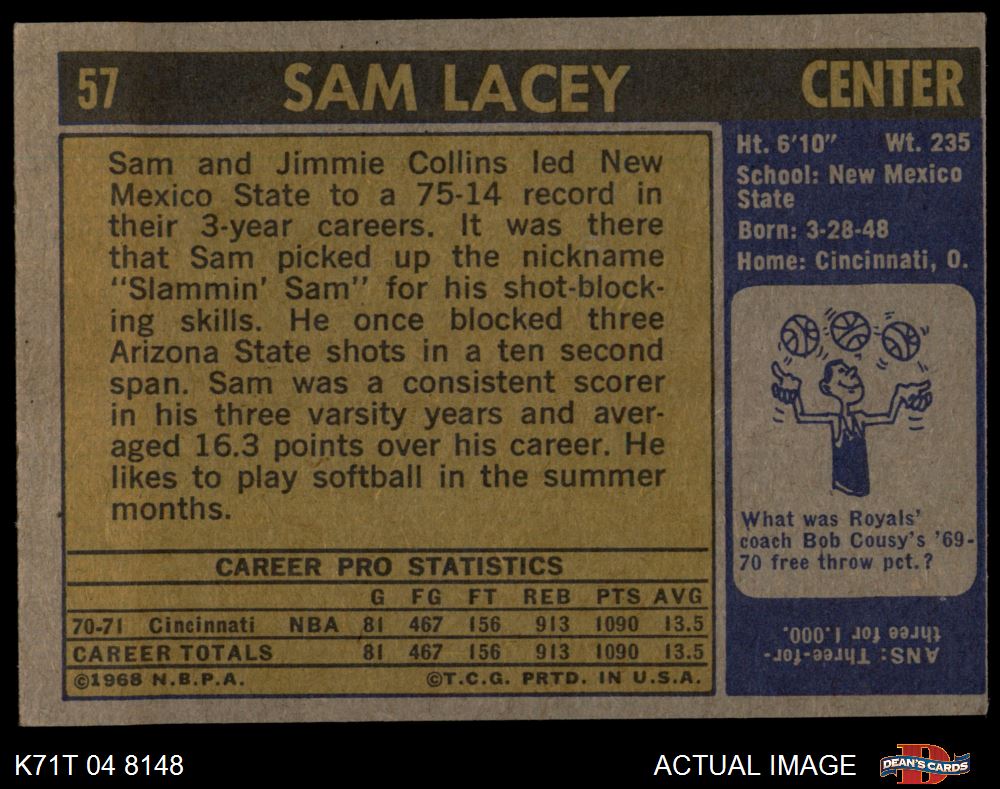 57 SAM LACEY CENTER
Sam and Jimmie Collins led New
Mexico State to a 75-14 record in
their 3-year careers. It was there
that Sam picked up the nickname
"Slammin' Sam" for his shot-block-
ing skills. He once blocked three
Arizona State shots in a ten second
span. Sam was a consistent scorer
in his three varsity years and aver-
aged 16.3 points over his career. He
likes to play softball in the summer
months.
CAREER PRO STATISTICS
G FG FT REB PTS AVG
70-71 Cincinnati NBA 81 467 156 913 1090 13.5
CAREER TOTALS 81 467 156 913 1090 13.5
©1968 N.B.P.A. ©T.C.G. PRTD. IN U.S.A.
Ht. 6'10" Wt. 235
School: New Mexico
State
Born: 3-28-48
Home: Cincinnati, O.
What was Royals'
coach Bob Cousy's '69-
70 free throw pct.?
ANS: Three-for-
three for 1.000.
K71T 04 8148 ACTUAL IMAGE DEAN'S CARDS